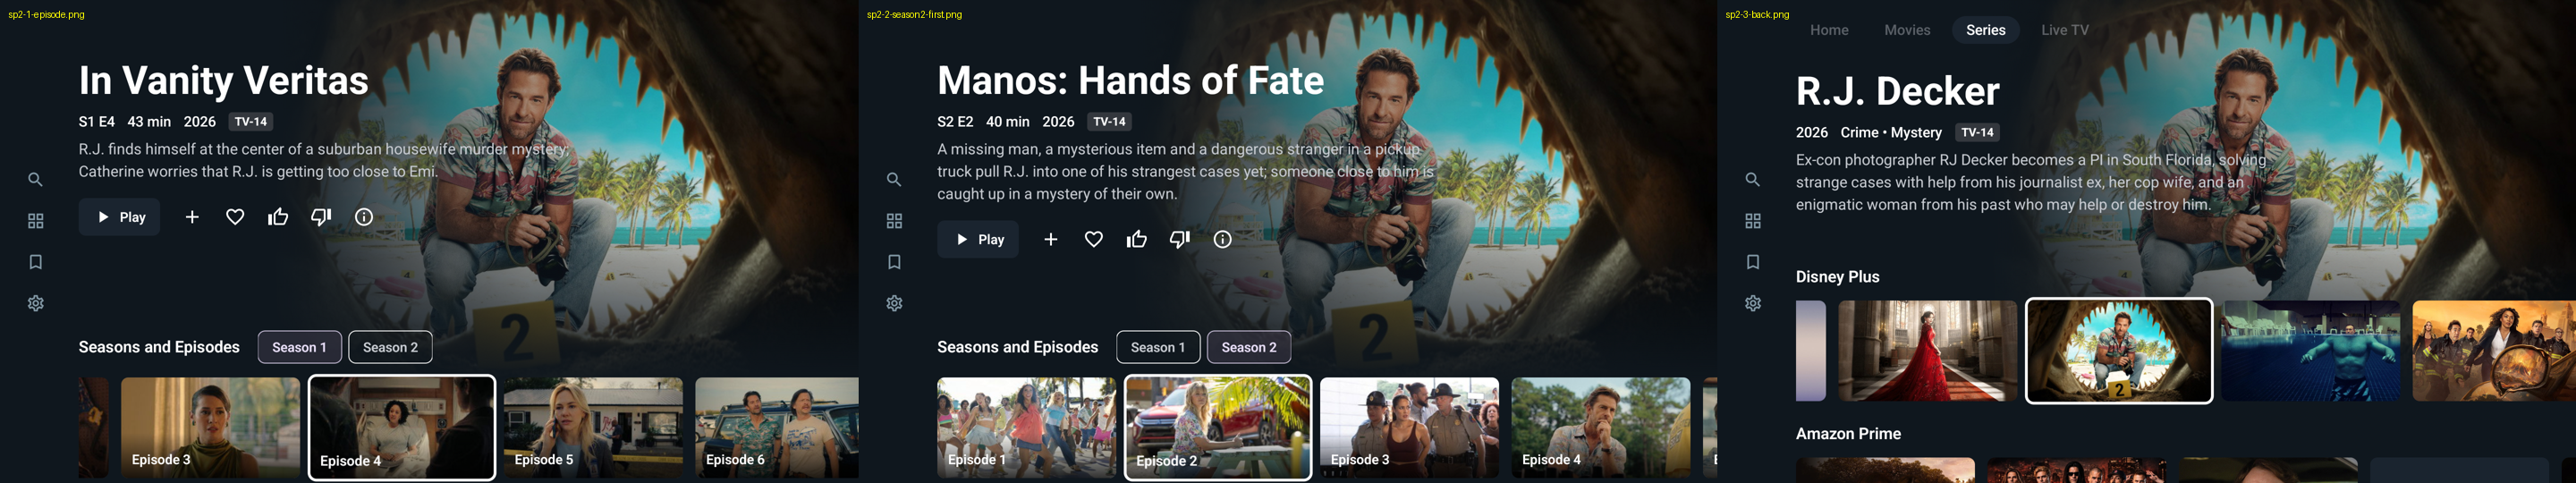 sp2-1-episode.png
In Vanity Veritas
S1 E4 43 min 2026 TV-14
R.J. finds himself at the center of a suburban housewife murder mystery;
Catherine worries that R.J. is getting too close to Emi.
Play
Seasons and Episodes Season 1 Season 2
2
Episode 3 Episode 4 Episode 5 Episode 6
sp2-2-season2-first.png
Manos: Hands of Fate
S2 E2 40 min 2026 TV-14
A missing man, a mysterious item and a dangerous stranger in a pickup
truck pull R.J. into one of his strangest cases yet; someone close to him is
caught up in a mystery of their own.
Play
Seasons and Episodes Season 1 Season 2
2
Episode 1 Episode 2 Episode 3 Episode 4
sp2-3-back.png
Home Movies Series Live TV
R.J. Decker
2026 Crime • Mystery TV-14
Ex-con photographer RJ Decker becomes a PI in South Florida, solving
strange cases with help from his journalist ex, her cop wife, and an
enigmatic woman from his past who may help or destroy him.
Disney Plus
2
Amazon Prime